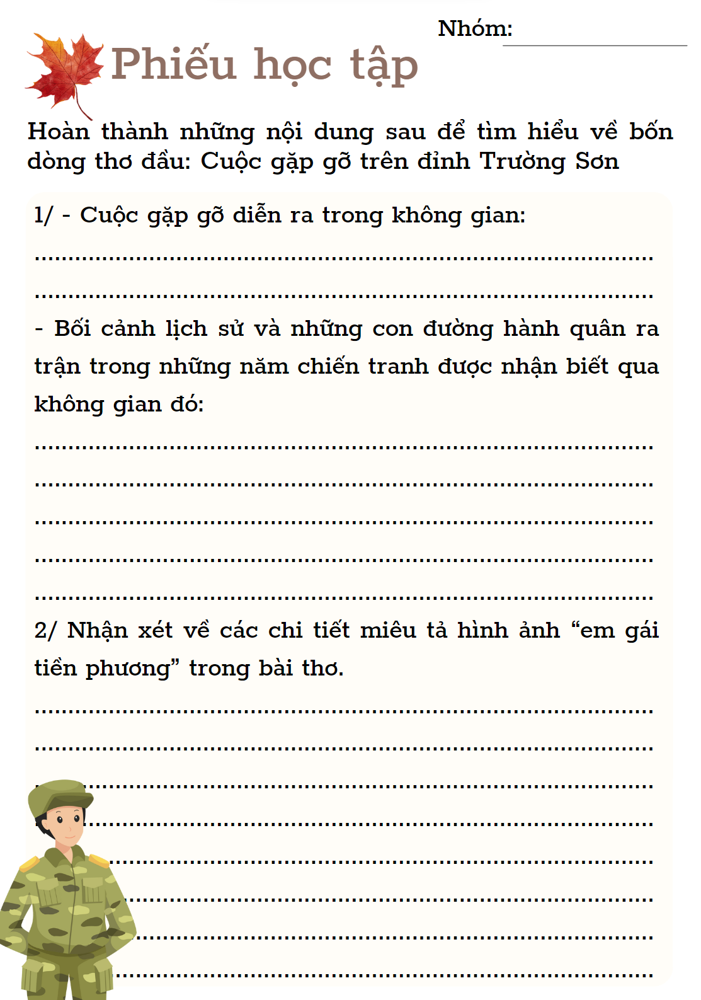 Nhóm:
Phiếu học tập
Hoàn thành những nội dung sau để tìm hiểu về bốn
dòng thơ đầu: Cuộc gặp gỡ trên đỉnh Trường Sơn
1/ - Cuộc gặp gỡ diễn ra trong không gian:
- Bối cảnh lịch sử và những con đường hành quân ra
trận trong những năm chiến tranh được nhận biết qua
không gian đó:
2/ Nhận xét về các chi tiết miêu tả hình ảnh “em gái
tiền phương” trong bài thơ.